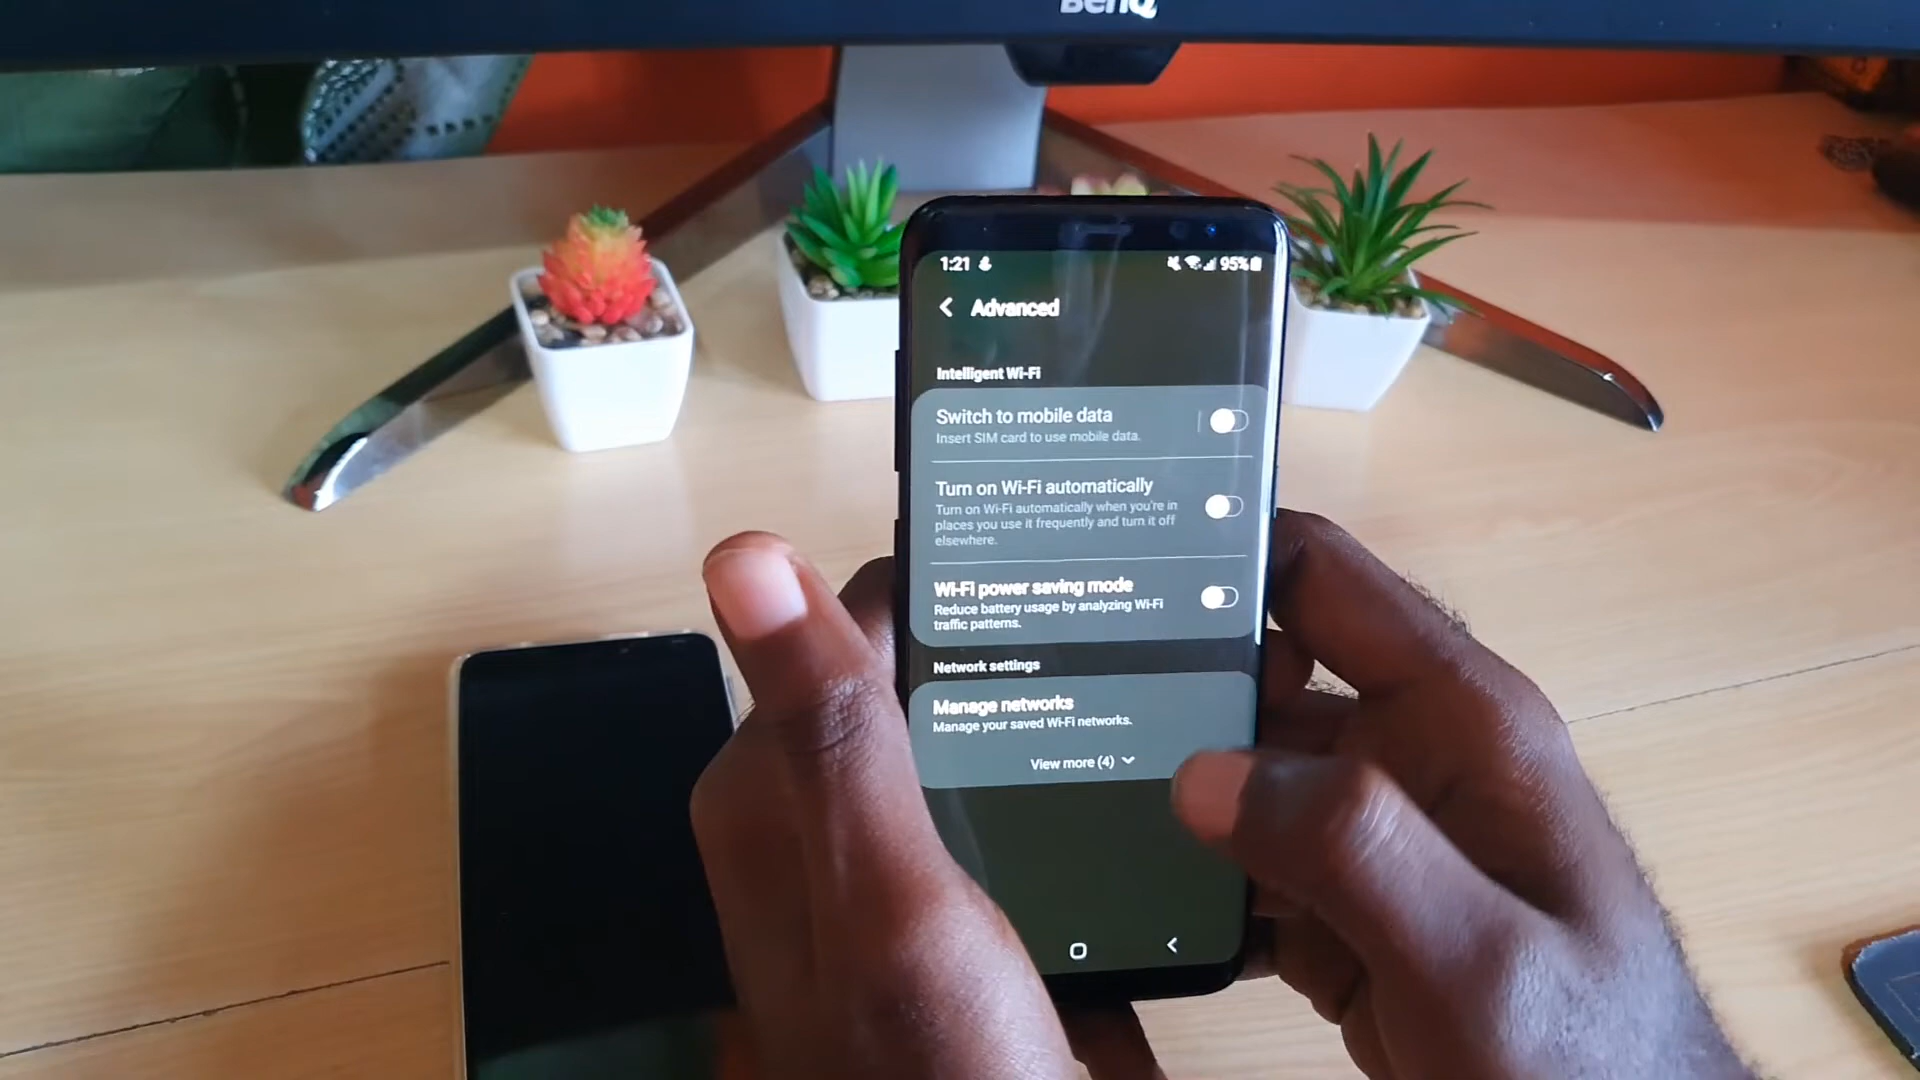 BenQ
1:21
95%
Advanced
Intelligent Wi-Fi
Switch to mobile data
Insert SIM card to use mobile data.
Turn on Wi-Fi automatically
Turn on Wi-Fi automatically when you're in
places you use it frequently and turn it off
elsewhere.
Wi-Fi power saving mode
Reduce battery usage by analyzing Wi-Fi
traffic patterns.
Network settings
Manage networks
Manage your saved Wi-Fi networks.
View more (4)